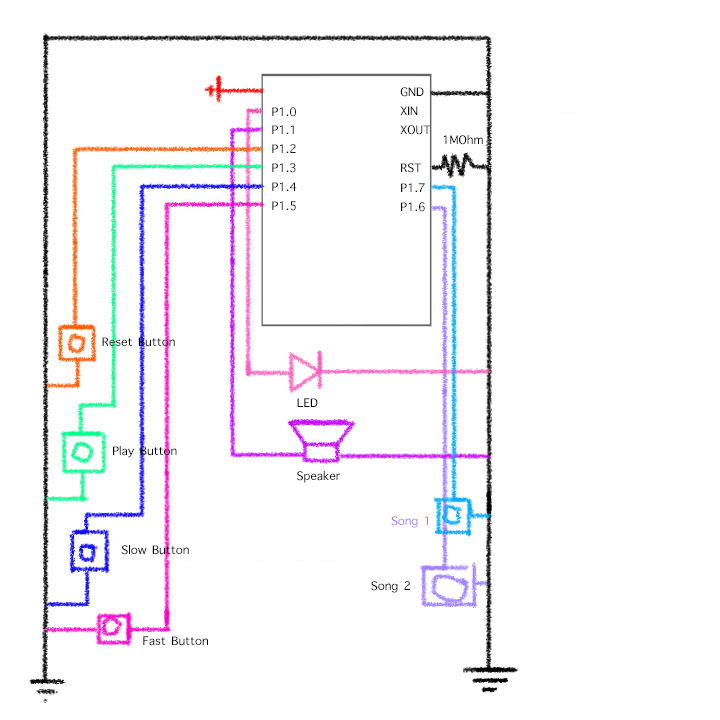 GND
P1.0
XIN
P1.1
XOUT
1MOhm
P1.2
P1.3
RST
P1.4
P1.7
P1.5
P1.6
Reset Button
LED
Play Button
Speaker
Song 1
Slow Button
Song 2
Fast Button